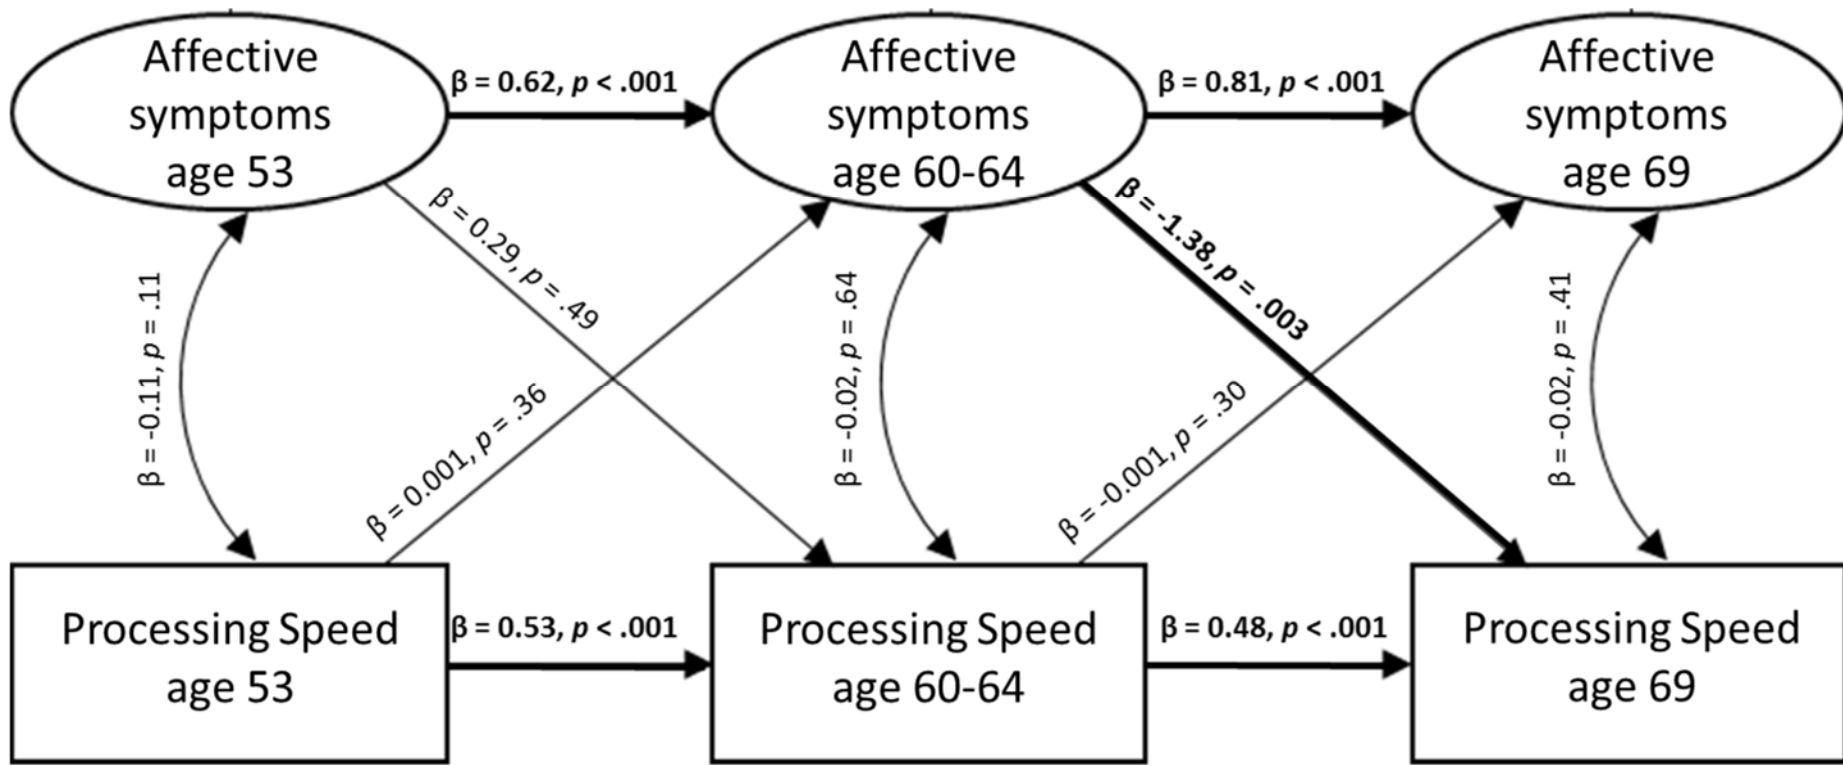 Affective
symptoms
age 53
β = 0.62, p < .001
Affective
symptoms
age 60-64
β = 0.81, p < .001
Affective
symptoms
age 69
β = -0.11, p = .11
β = 0.29, p = .49
β = 0.001, p = .36
β = -0.02, p = .64
β = -1.38, p = .003
β = -0.001, p = .30
β = -0.02, p = .41
Processing Speed
age 53
β = 0.53, p < .001
Processing Speed
age 60-64
β = 0.48, p < .001
Processing Speed
age 69